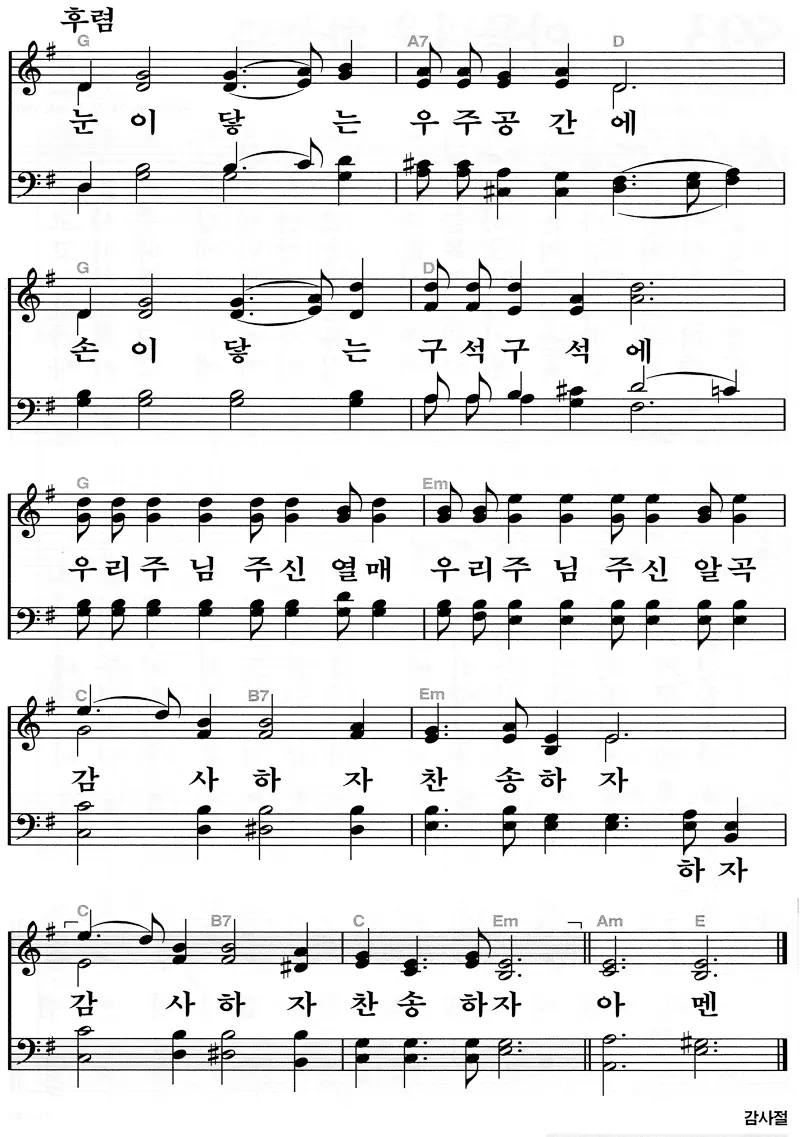 후렴
G A7 D
눈 이 닿 는 우 주 공 간 에
G D
손 이 닿 는 구 석 구 석 에
G Em
우 리 주 님 주 신 열 매 우 리 주 님 주 신 알 곡
C B7 Em
감 사 하 자 찬 송 하 자
하 자
C B7 C Em Am E
감 사 하 자 찬 송 하 자 아 멘
감사절